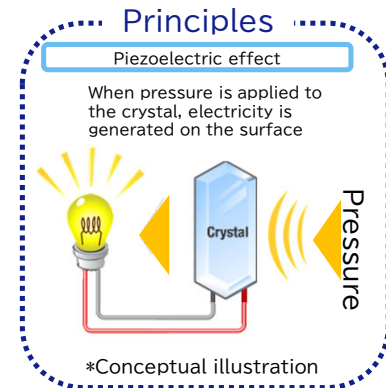 Principles
Piezoelectric effect
When pressure is applied to
the crystal, electricity is
generated on the surface
Crystal
Pressure
*Conceptual illustration